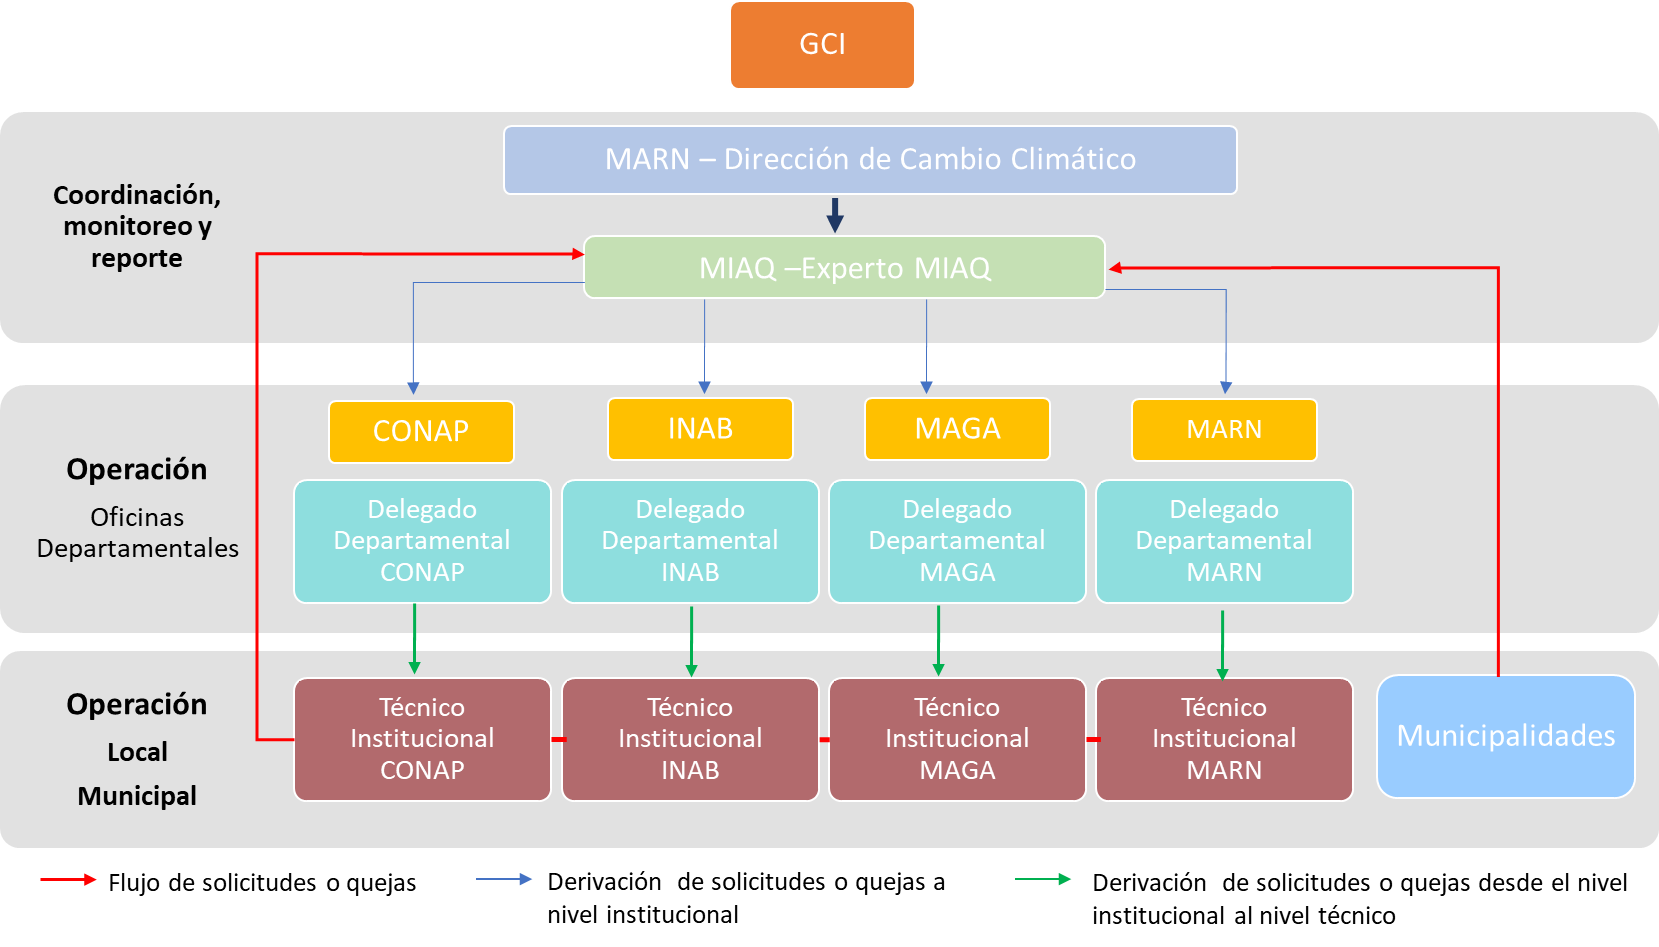 GCI
MARN – Dirección de Cambio Climático
Coordinación,
monitoreo y
reporte
MIAQ –Experto MIAQ
CONAP
INAB
MAGA
MARN
Operación
Oficinas
Departamentales
Delegado
Departamental
CONAP
Delegado
Departamental
INAB
Delegado
Departamental
MAGA
Delegado
Departamental
MARN
Operación
Local
Municipal
Técnico
Institucional
CONAP
Técnico
Institucional
INAB
Técnico
Institucional
MAGA
Técnico
Institucional
MARN
Municipalidades
Flujo de solicitudes o quejas
Derivación de solicitudes o quejas a
nivel institucional
Derivación de solicitudes o quejas desde el nivel
institucional al nivel técnico